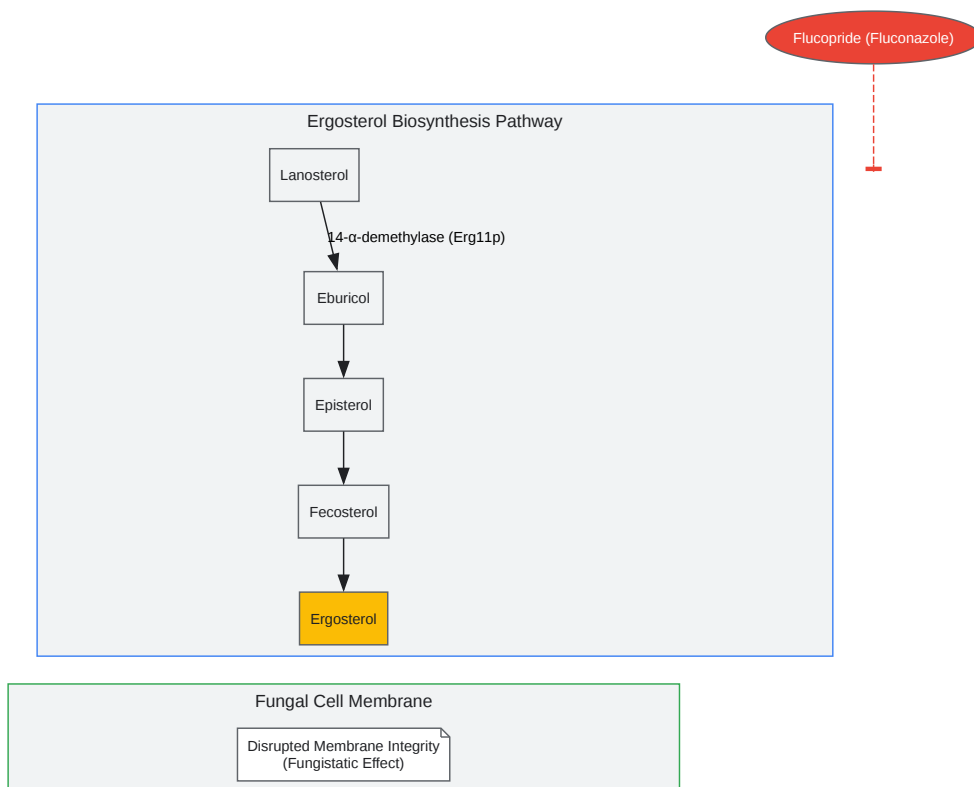 Flucopride (Fluconazole)
Ergosterol Biosynthesis Pathway
Lanosterol
14-α-demethylase (Erg11p)
Eburicol
Episterol
Fecosterol
Ergosterol
Fungal Cell Membrane
Disrupted Membrane Integrity
(Fungistatic Effect)